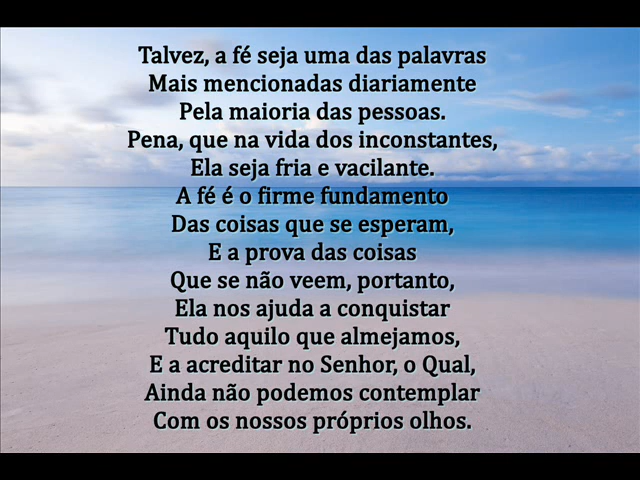 Talvez, a fé seja uma das palavras
Mais mencionadas diariamente
Pela maioria das pessoas.
Pena, que na vida dos inconstantes,
Ela seja fria e vacilante.
A fé é o firme fundamento
Das coisas que se esperam,
E a prova das coisas
Que se não veem, portanto,
Ela nos ajuda a conquistar
Tudo aquilo que almejamos,
E a acreditar no Senhor, o Qual,
Ainda não podemos contemplar
Com os nossos próprios olhos.